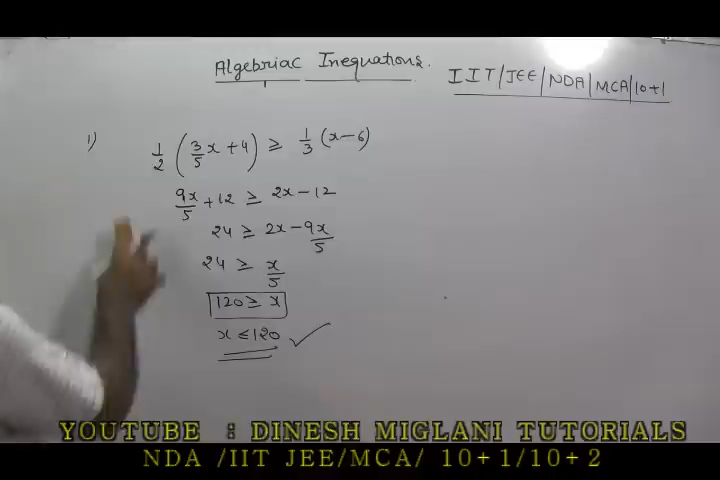 Algebriac Inequations.
IIT/JEE/NDA/MCA/10+1
1) 1/2 (3/5 x + 4) ≥ 1/3 (x - 6)
9x/5 + 12 ≥ 2x - 12
24 ≥ 2x - 9x/5
24 ≥ x/5
120 ≥ x
x ≤ 120
YOUTUBE : DINESH MIGLANI TUTORIALS
NDA /IIT JEE/MCA/ 10+1/10+2